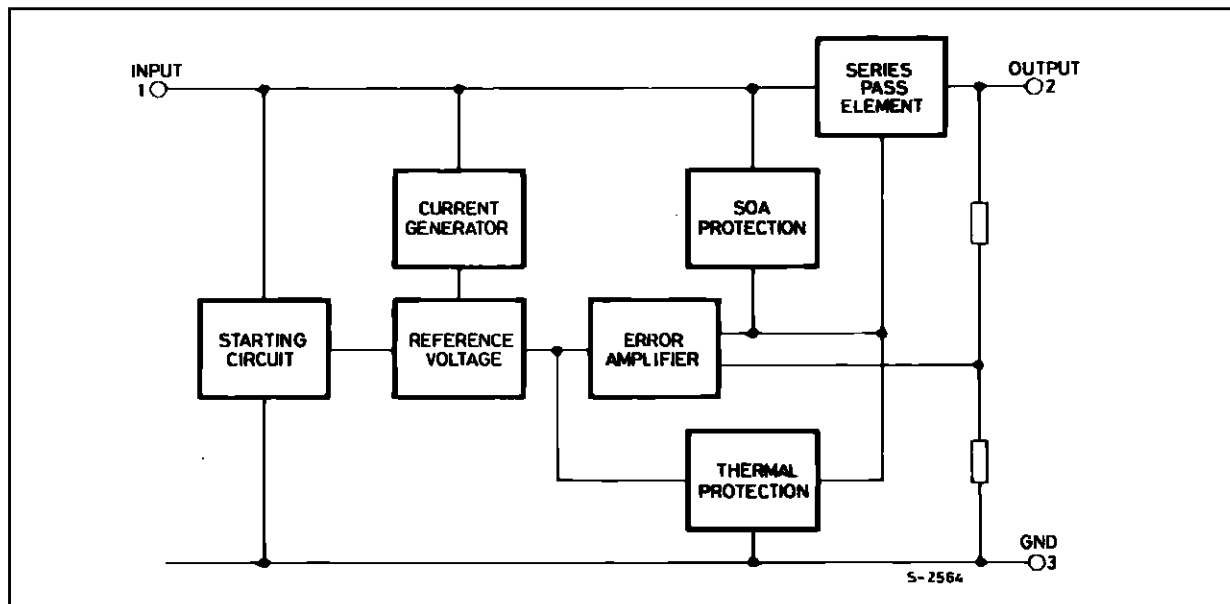 INPUT
1
SERIES
PASS
ELEMENT
OUTPUT
2
CURRENT
GENERATOR
SOA
PROTECTION
STARTING
CIRCUIT
REFERENCE
VOLTAGE
ERROR
AMPLIFIER
THERMAL
PROTECTION
GND
3
S-2564